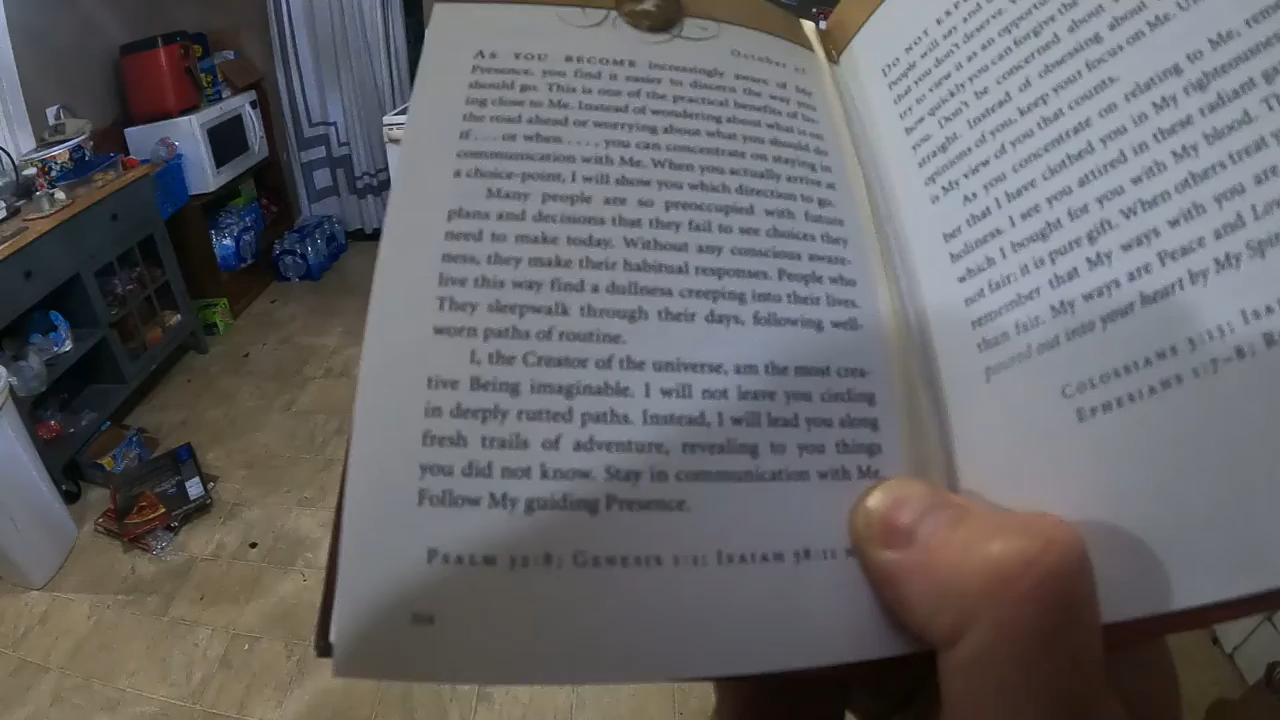 October
AS YOU BECOME increasingly aware of My
Presence, you find it easier to discern the way you
should go. This is one of the practical benefits of liv-
ing close to Me. Instead of wondering about what is on
the road ahead or worrying about what you should do
if . . . or when . . . , you can concentrate on staying in
communication with Me. When you actually arrive at
a choice-point, I will show you which direction to go.
Many people are so preoccupied with future
plans and decisions that they fail to see choices they
need to make today. Without any conscious aware-
ness, they make their habitual responses. People who
live this way find a dullness creeping into their lives.
They sleepwalk through their days, following well-
worn paths of routine.
I, the Creator of the universe, am the most crea-
tive Being imaginable. I will not leave you circling
in deeply rutted paths. Instead, I will lead you along
fresh trails of adventure, revealing to you things
you did not know. Stay in communication with Me.
Follow My guiding Presence.
PSALM 32:8; GENESIS 1:1; ISAIAH 58:11
DO NOT
people will say and
that you don't deserve.
try to view it as an opportun
how quickly you can forgive the
you. Don't be concerned about
straight. Instead of obsessing about
opinions of you, keep your focus on Me.
is My view of you that counts.
As you concentrate on relating to Me, reme
ber that I have clothed you in My righteousness
holiness. I see you attired in these radiant ga
which I bought for you with My blood. T
not fair; it is pure gift. When others treat y
remember that My ways with you are
than fair. My ways are Peace and Lov
poured out into your heart by My Spir
COLOSSIANS 3:13; ISA
EPHESIANS 1:7–8; R